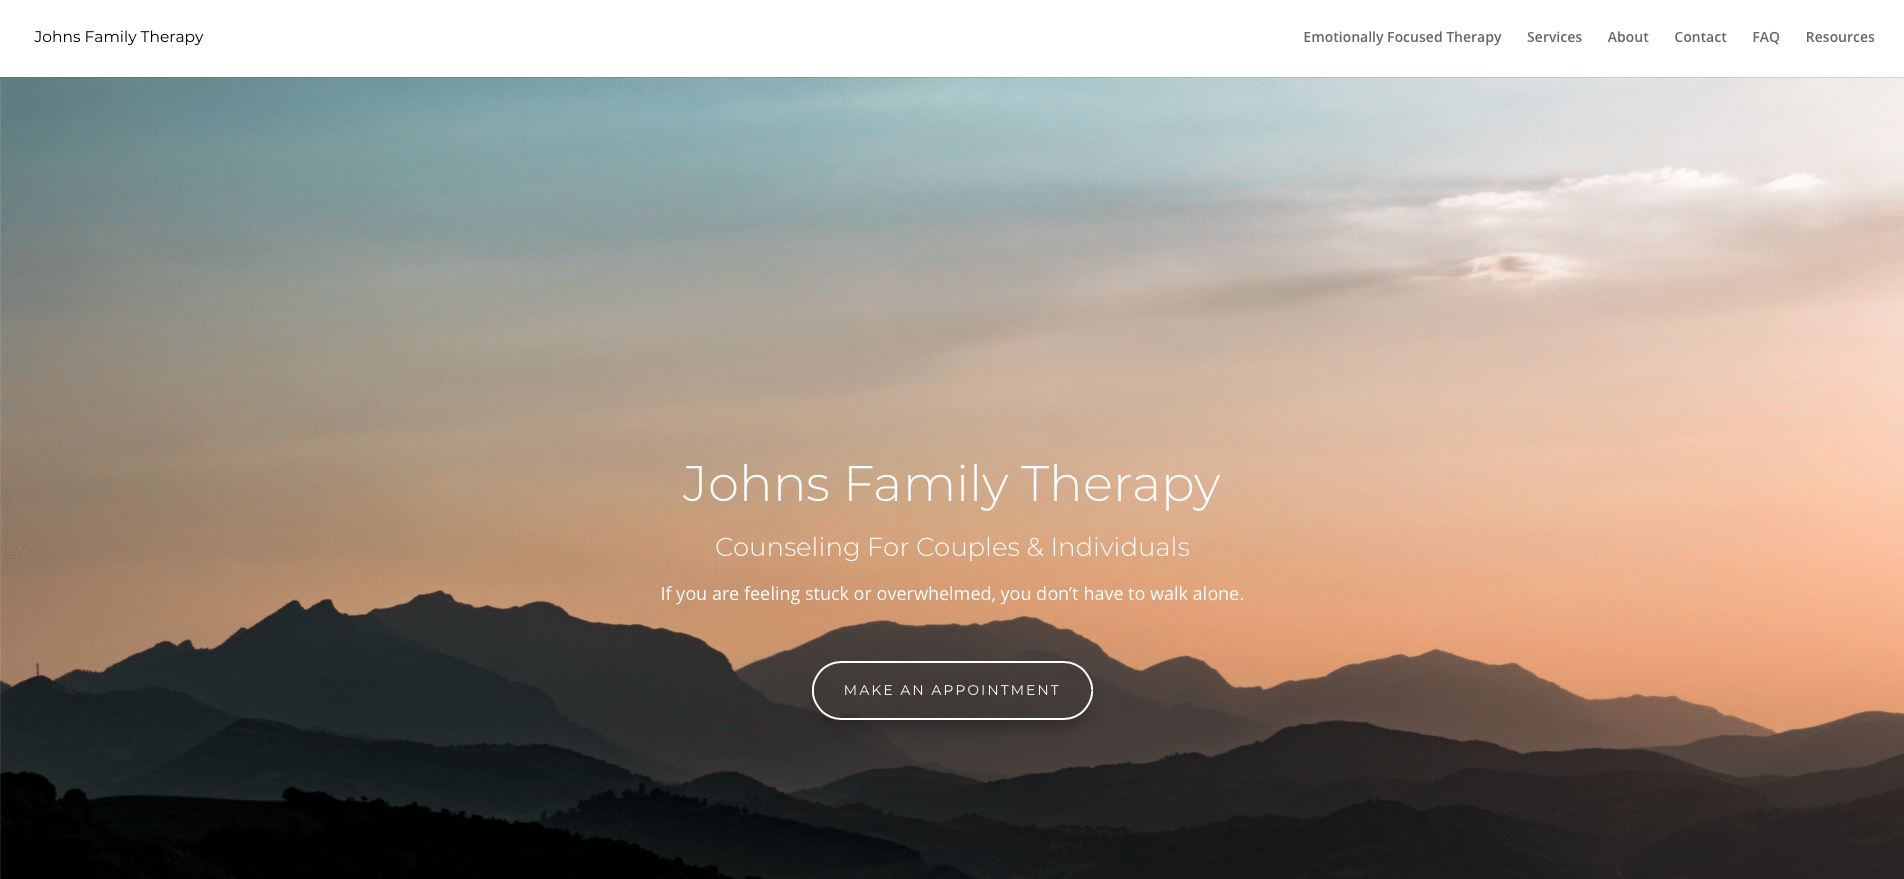 Johns Family Therapy
Emotionally Focused Therapy Services About Contact FAQ Resources
Johns Family Therapy
Counseling For Couples & Individuals
If you are feeling stuck or overwhelmed, you don’t have to walk alone.
MAKE AN APPOINTMENT